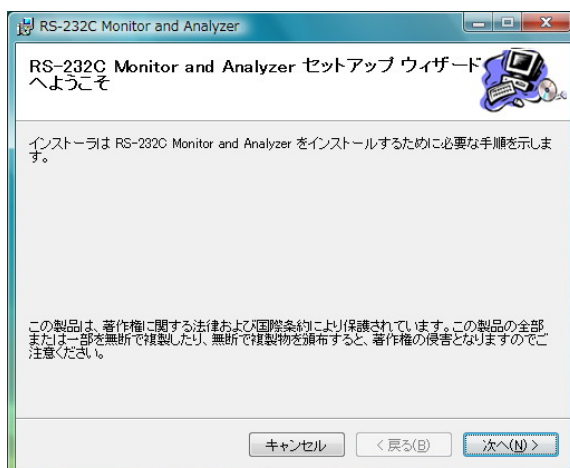 RS-232C Monitor and Analyzer
RS-232C Monitor and Analyzer セットアップ ウィザード
へようこそ
インストーラは RS-232C Monitor and Analyzer をインストールするために必要な手順を示しま
す。
この製品は、著作権に関する法律および国際条約により保護されています。この製品の全部
または一部を無断で複製したり、無断で複製物を頒布すると、著作権の侵害となりますのでご
注意ください。
キャンセル
< 戻る(B)
次へ(N) >